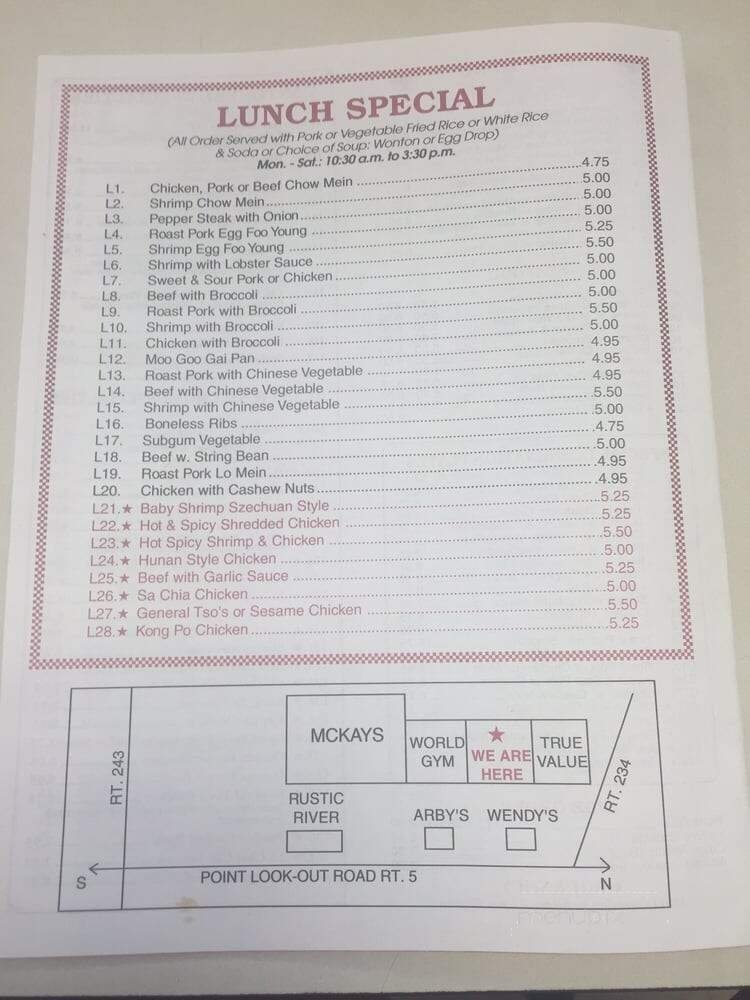 LUNCH SPECIAL
(All Order Served with Pork or Vegetable Fried Rice or White Rice
& Soda or Choice of Soup: Wonton or Egg Drop)
Mon. - Sat.: 10:30 a.m. to 3:30 p.m.
L1. Chicken, Pork or Beef Chow Mein 4.75
L2. Shrimp Chow Mein 5.00
L3. Pepper Steak with Onion 5.00
L4. Roast Pork Egg Foo Young 5.00
L5. Shrimp Egg Foo Young 5.25
L6. Shrimp with Lobster Sauce 5.50
L7. Sweet & Sour Pork or Chicken 5.00
L8. Beef with Broccoli 5.00
L9. Roast Pork with Broccoli 5.00
L10. Shrimp with Broccoli 5.50
L11. Chicken with Broccoli 5.00
L12. Moo Goo Gai Pan 4.95
L13. Roast Pork with Chinese Vegetable 4.95
L14. Beef with Chinese Vegetable 4.95
L15. Shrimp with Chinese Vegetable 5.50
L16. Boneless Ribs 5.00
L17. Subgum Vegetable 4.75
L18. Beef w. String Bean 5.00
L19. Roast Pork Lo Mein 4.95
L20. Chicken with Cashew Nuts 4.95
L21.★ Baby Shrimp Szechuan Style 5.25
L22.★ Hot & Spicy Shredded Chicken 5.25
L23.★ Hot Spicy Shrimp & Chicken 5.50
L24.★ Hunan Style Chicken 5.00
L25.★ Beef with Garlic Sauce 5.25
L26.★ Sa Chia Chicken 5.00
L27.★ General Tso's or Sesame Chicken 5.50
L28.★ Kong Po Chicken 5.25
RT. 243
MCKAYS
WORLD
GYM
★
WE ARE
HERE
TRUE
VALUE
RT. 234
RUSTIC
RIVER
ARBY'S
WENDY'S
S
POINT LOOK-OUT ROAD RT. 5
N